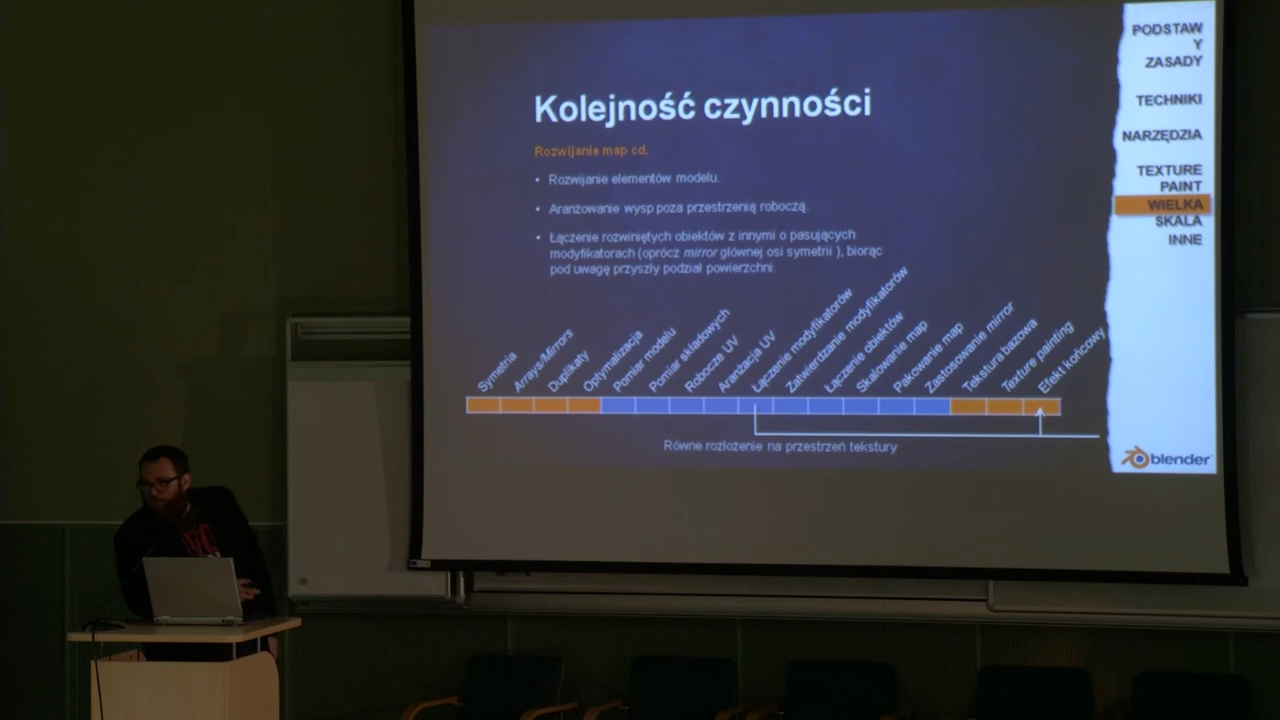 Kolejność czynności
Rozwijanie map cd.
• Rozwijanie elementów modelu.
• Aranżowanie wysp poza przestrzenią roboczą.
• Łączenie rozwiniętych obiektów z innymi o pasujących
modyfikatorach (oprócz mirror głównej osi symetrii ), biorąc
pod uwagę przyszły podział powierzchni.
Symetria
Arrays/Mirrors
Duplikaty
Optymalizacja
Pomiar modelu
Pomiar składowych
Robocze UV
Aranżacja UV
Łączenie modyfikatorów
Zatwierdzanie modyfikatorów
Łączenie obiektów
Skalowanie map
Pakowanie map
Zastosowanie mirror
Tekstura bazowa
Texture painting
Efekt końcowy
Równe rozłożenie na przestrzeń tekstury
PODSTAW
Y
ZASADY
TECHNIKI
NARZĘDZIA
TEXTURE
PAINT
WIELKA
SKALA
INNE
blender